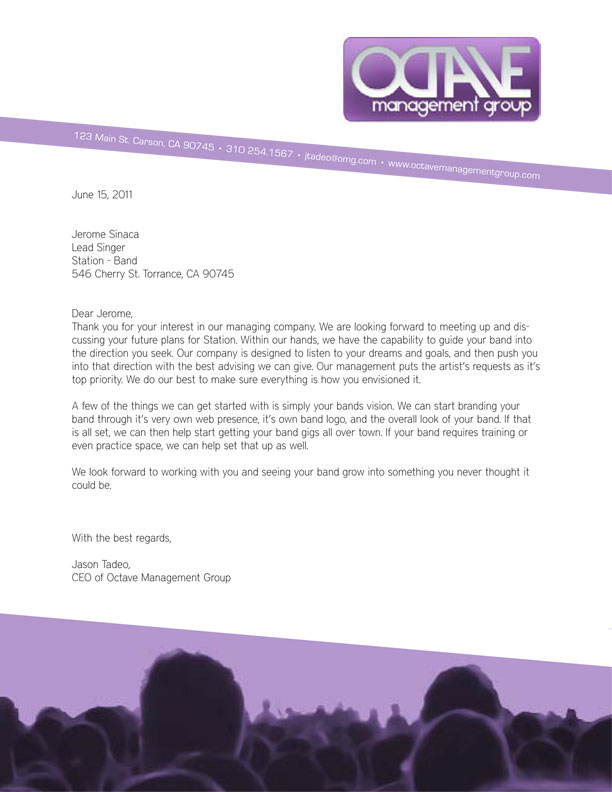 OCTAVE
management group
123 Main St. Carson, CA 90745 • 310 254.1567 • jtadeo@omg.com • www.octavemanagementgroup.com
June 15, 2011
Jerome Sinaca
Lead Singer
Station - Band
546 Cherry St. Torrance, CA 90745
Dear Jerome,
Thank you for your interest in our managing company. We are looking forward to meeting up and dis-
cussing your future plans for Station. Within our hands, we have the capability to guide your band into
the direction you seek. Our company is designed to listen to your dreams and goals, and then push you
into that direction with the best advising we can give. Our management puts the artist's requests as it's
top priority. We do our best to make sure everything is how you envisioned it.
A few of the things we can get started with is simply your bands vision. We can start branding your
band through it's very own web presence, it's own band logo, and the overall look of your band. If that
is all set, we can then help start getting your band gigs all over town. If your band requires training or
even practice space, we can help set that up as well.
We look forward to working with you and seeing your band grow into something you never thought it
could be.
With the best regards,
Jason Tadeo,
CEO of Octave Management Group